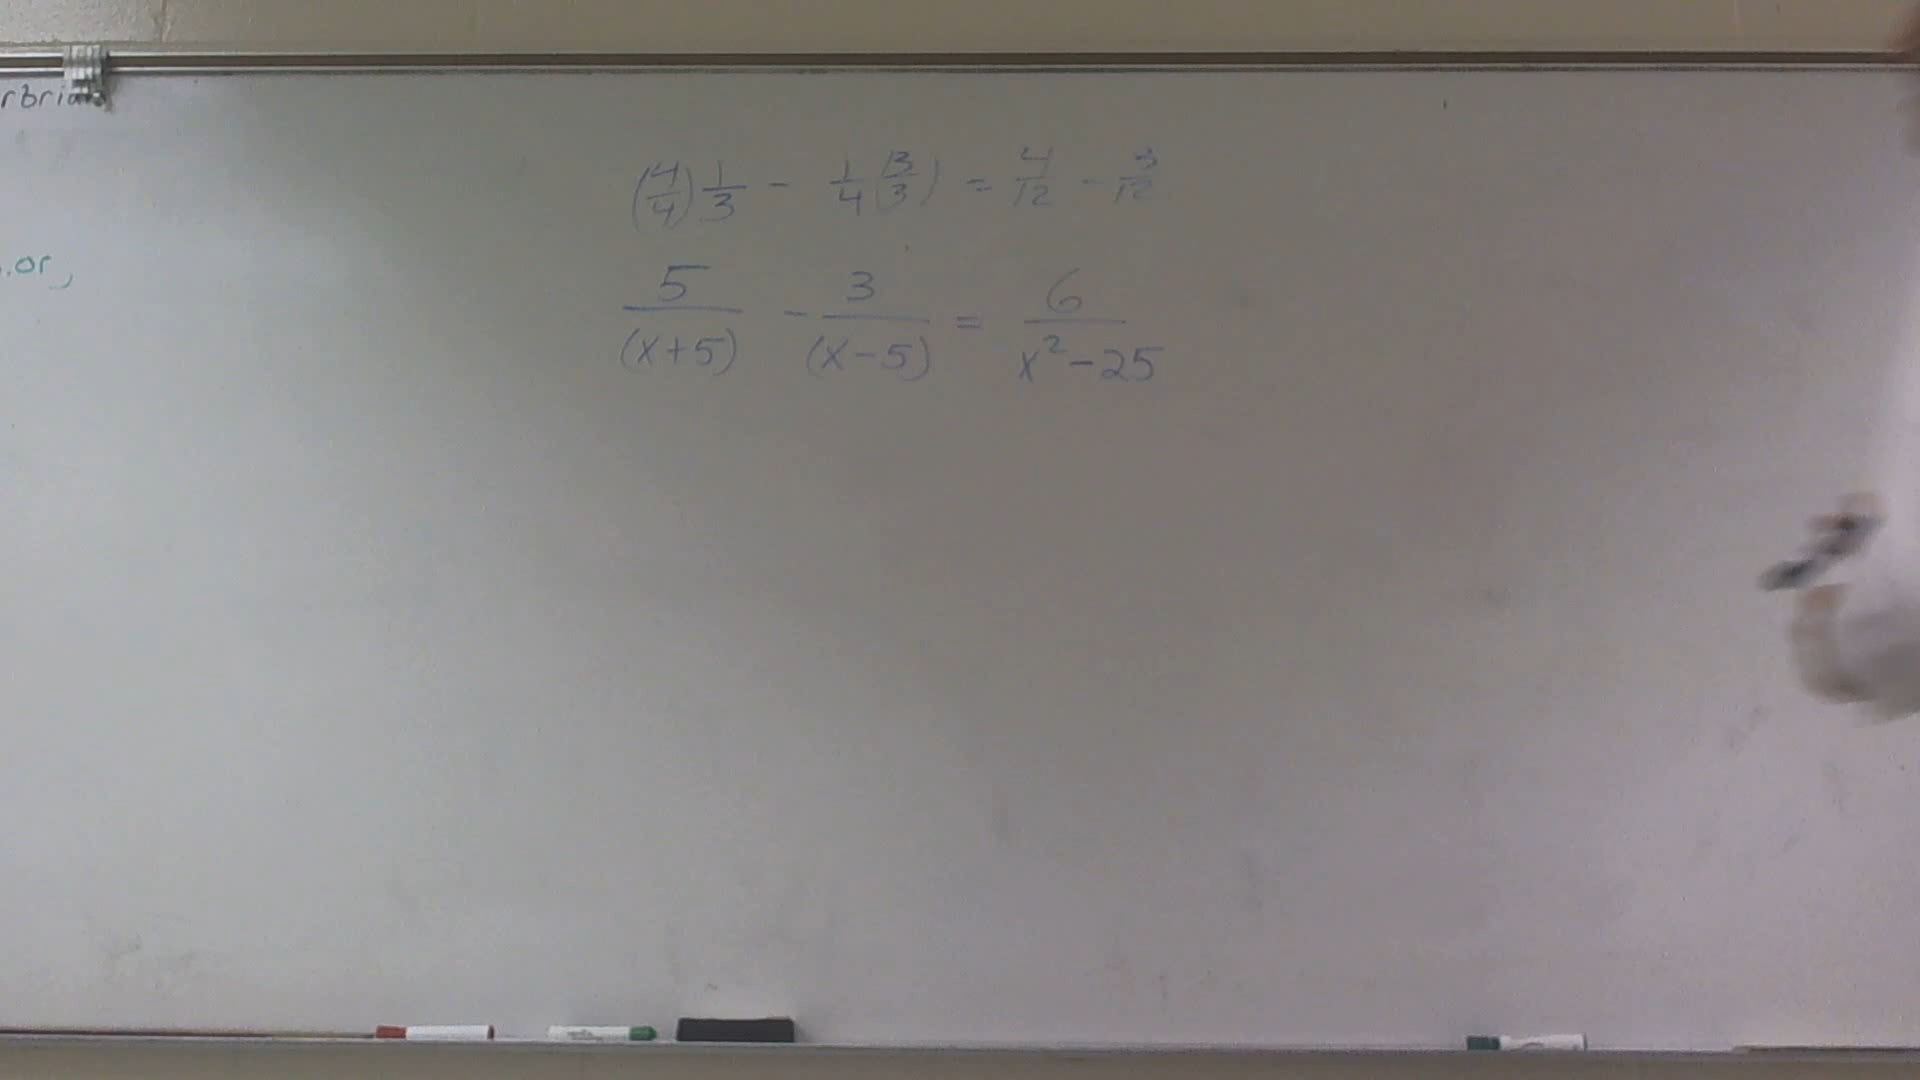 (4/4) 1/3 - 1/4 (3/3) = 4/12 - 3/12
5/(x+5) - 3/(x-5) = 6/(x²-25)
.or,